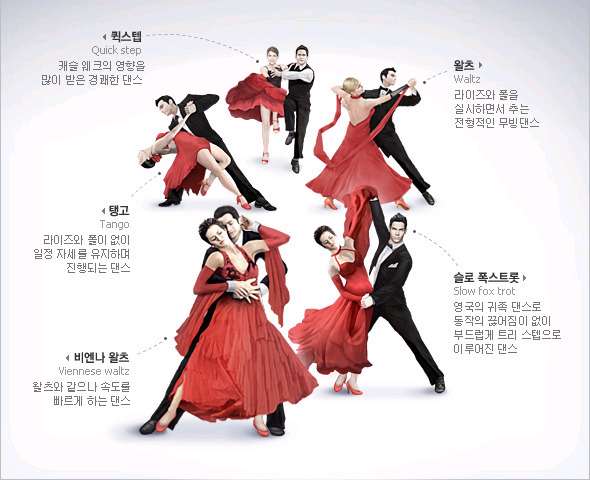 퀵스텝
Quick step
캐슬 웨크의 영향을
많이 받은 경쾌한 댄스
왈츠
Waltz
라이즈와 폴을
실시하면서 추는
전형적인 무빙댄스
탱고
Tango
라이즈와 폴이 없이
일정 자세를 유지하며
진행되는 댄스
슬로 폭스트롯
Slow fox trot
영국의 귀족 댄스로
동작의 끊어짐이 없이
부드럽게 트리 스텝으로
이루어진 댄스
비엔나 왈츠
Viennese waltz
왈츠와 같으나 속도를
빠르게 하는 댄스